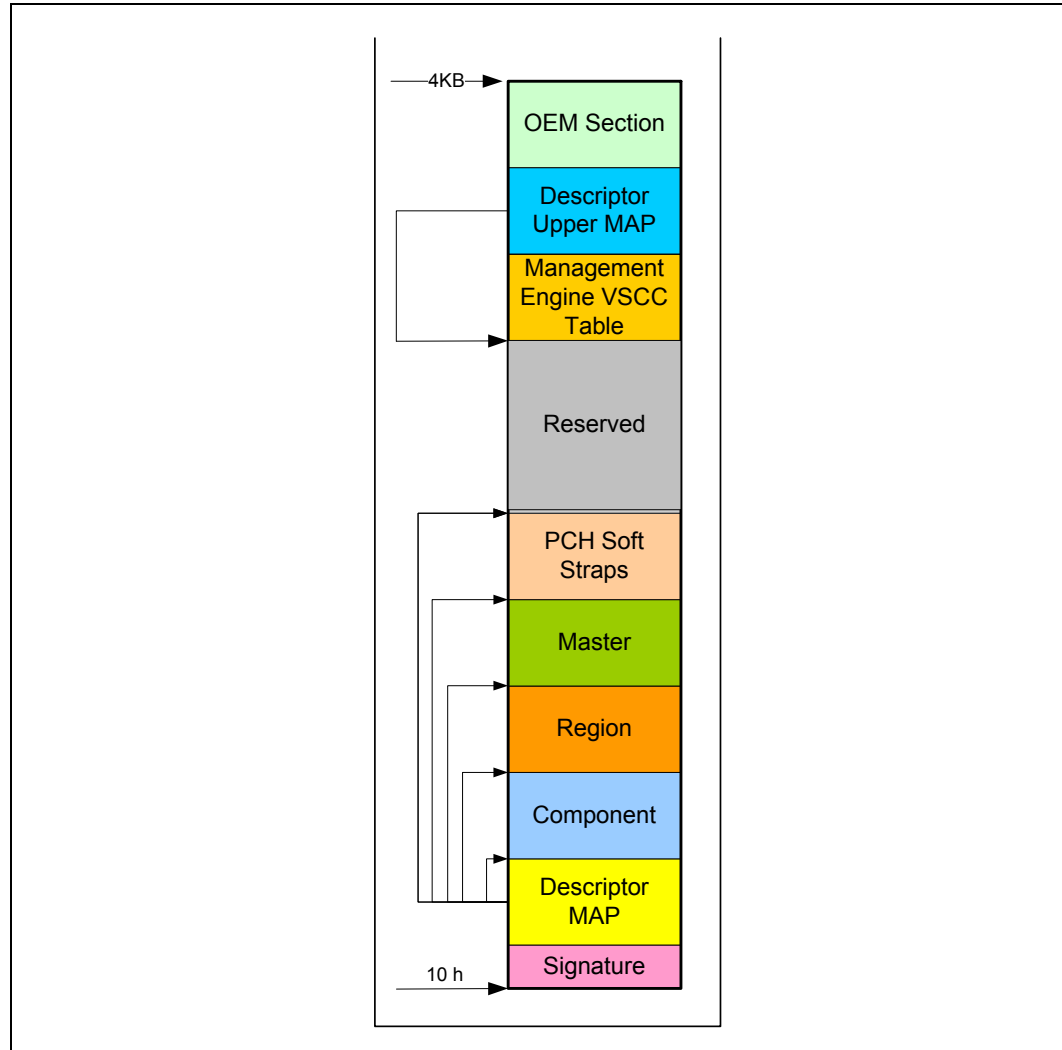 4KB
OEM Section
Descriptor
Upper MAP
Management
Engine VSCC
Table
Reserved
PCH Soft
Straps
Master
Region
Component
Descriptor
MAP
Signature
10 h